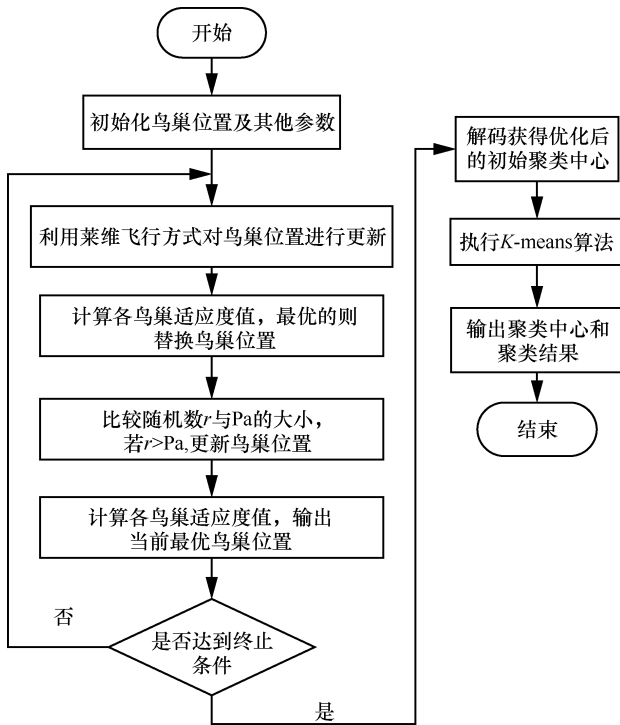 开始
初始化鸟巢位置及其他参数
利用莱维飞行方式对鸟巢位置进行更新
计算各鸟巢适应度值，最优的则
替换鸟巢位置
比较随机数r与Pa的大小，
若r>Pa,更新鸟巢位置
计算各鸟巢适应度值，输出
当前最优鸟巢位置
是否达到终止
条件
否
是
解码获得优化后
的初始聚类中心
执行K-means算法
输出聚类中心和
聚类结果
结束